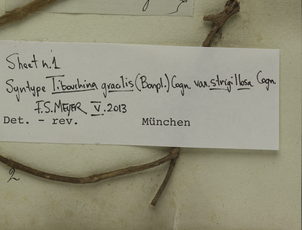 Sheet n.1
Syntype Tibouchina gracilis (Bonpl.) Cogn var. strigillosa Cogn
F.S. MEYER V.2013
Det. - rev. München
2